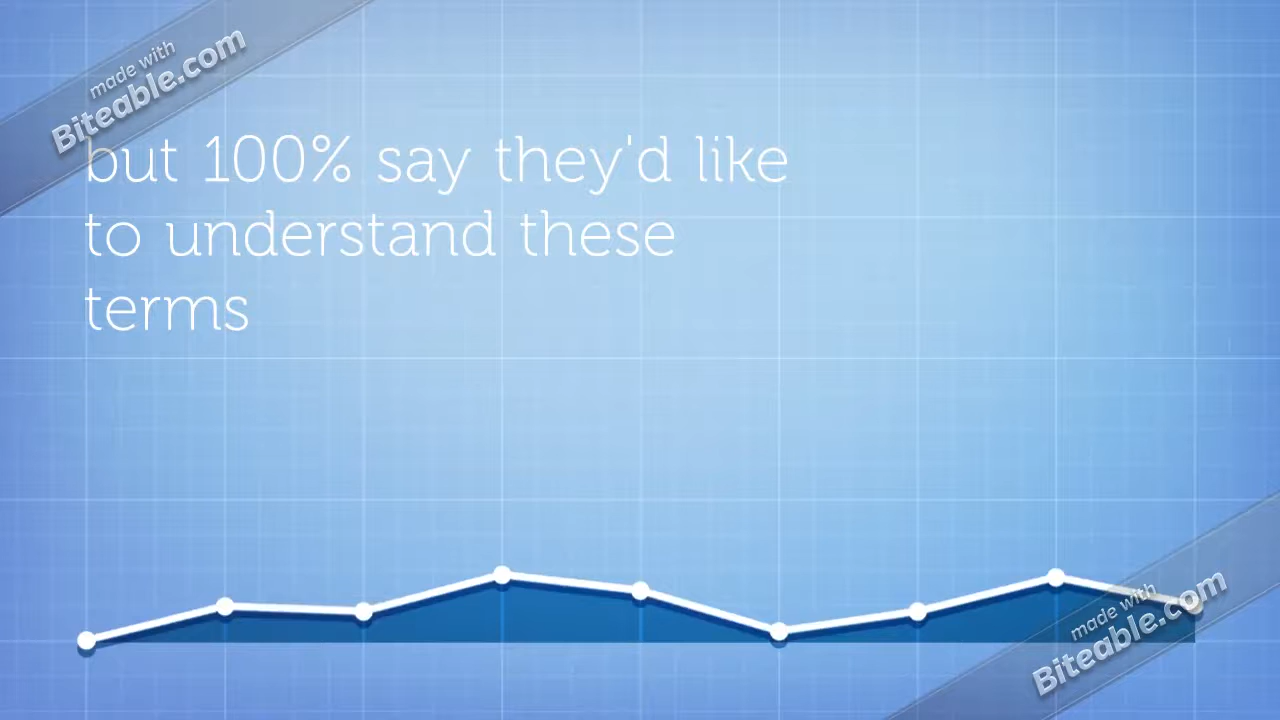 made with
Biteable.com
but 100% say they'd like
to understand these
terms
made with
Biteable.com